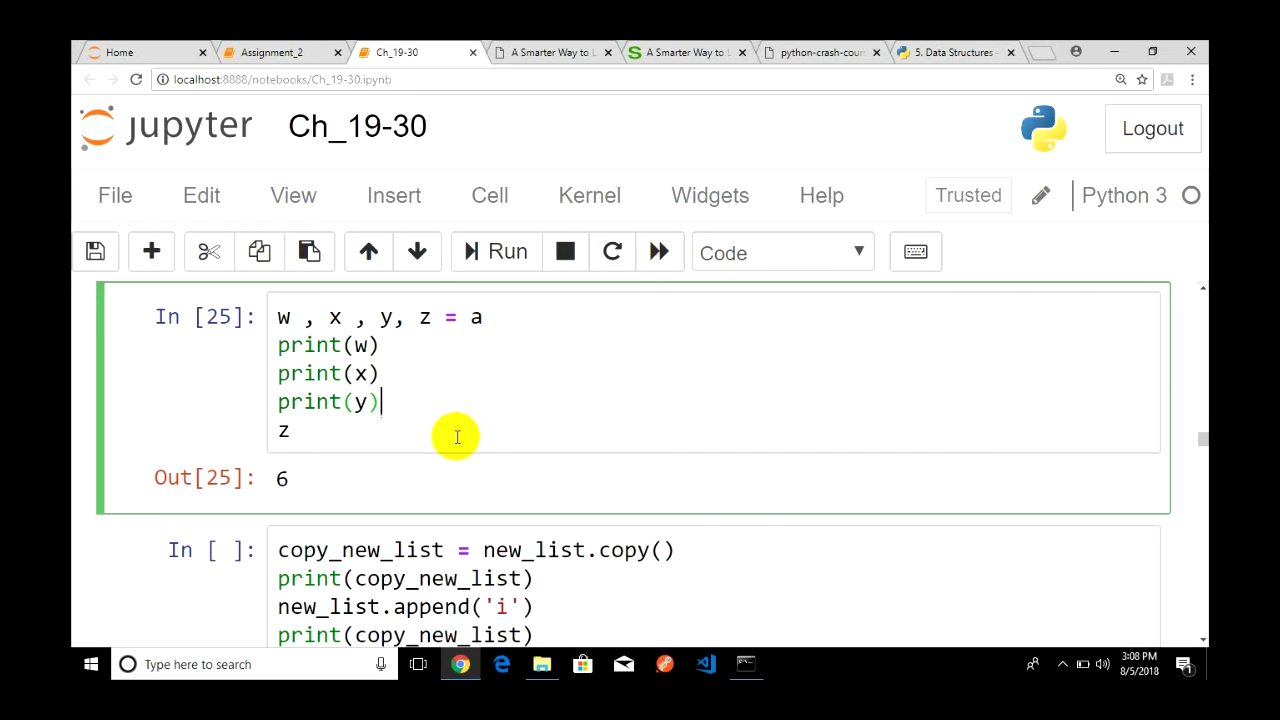 Home
Assignment_2
Ch_19-30
A Smarter Way to L
A Smarter Way to L
python-crash-cour
5. Data Structures -
localhost:8888/notebooks/Ch_19-30.ipynb
jupyter Ch_19-30
Logout
File Edit View Insert Cell Kernel Widgets Help
Trusted
Python 3
Run
Code
In [25]: w , x , y, z = a
print(w)
print(x)
print(y)
z
Out[25]: 6
In [ ]: copy_new_list = new_list.copy()
print(copy_new_list)
new_list.append('i')
print(copy_new_list)
Type here to search
3:08 PM
8/5/2018
1